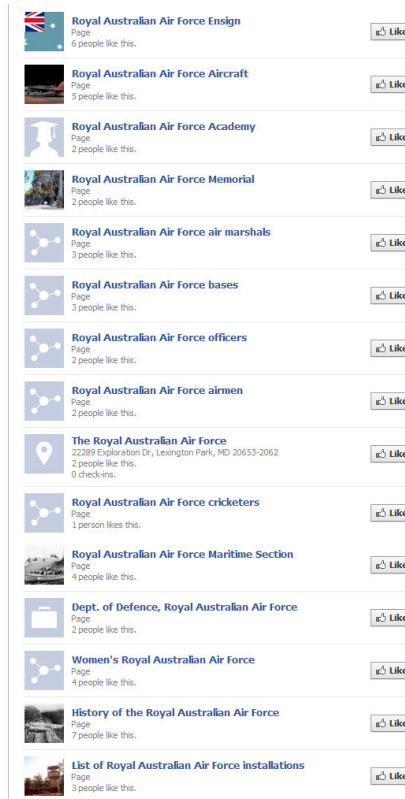 Royal Australian Air Force Ensign
Page
6 people like this.
Like
Royal Australian Air Force Aircraft
Page
5 people like this.
Like
Royal Australian Air Force Academy
Page
2 people like this.
Like
Royal Australian Air Force Memorial
Page
2 people like this.
Like
Royal Australian Air Force air marshals
Page
3 people like this.
Like
Royal Australian Air Force bases
Page
3 people like this.
Like
Royal Australian Air Force officers
Page
2 people like this.
Like
Royal Australian Air Force airmen
Page
2 people like this.
Like
The Royal Australian Air Force
22289 Exploration Dr, Lexington Park, MD 20653-2062
2 people like this.
0 check-ins.
Like
Royal Australian Air Force cricketers
Page
1 person likes this.
Like
Royal Australian Air Force Maritime Section
Page
4 people like this.
Like
Dept. of Defence, Royal Australian Air Force
Page
2 people like this.
Like
Women's Royal Australian Air Force
Page
4 people like this.
Like
History of the Royal Australian Air Force
Page
7 people like this.
Like
List of Royal Australian Air Force installations
Page
3 people like this.
Like